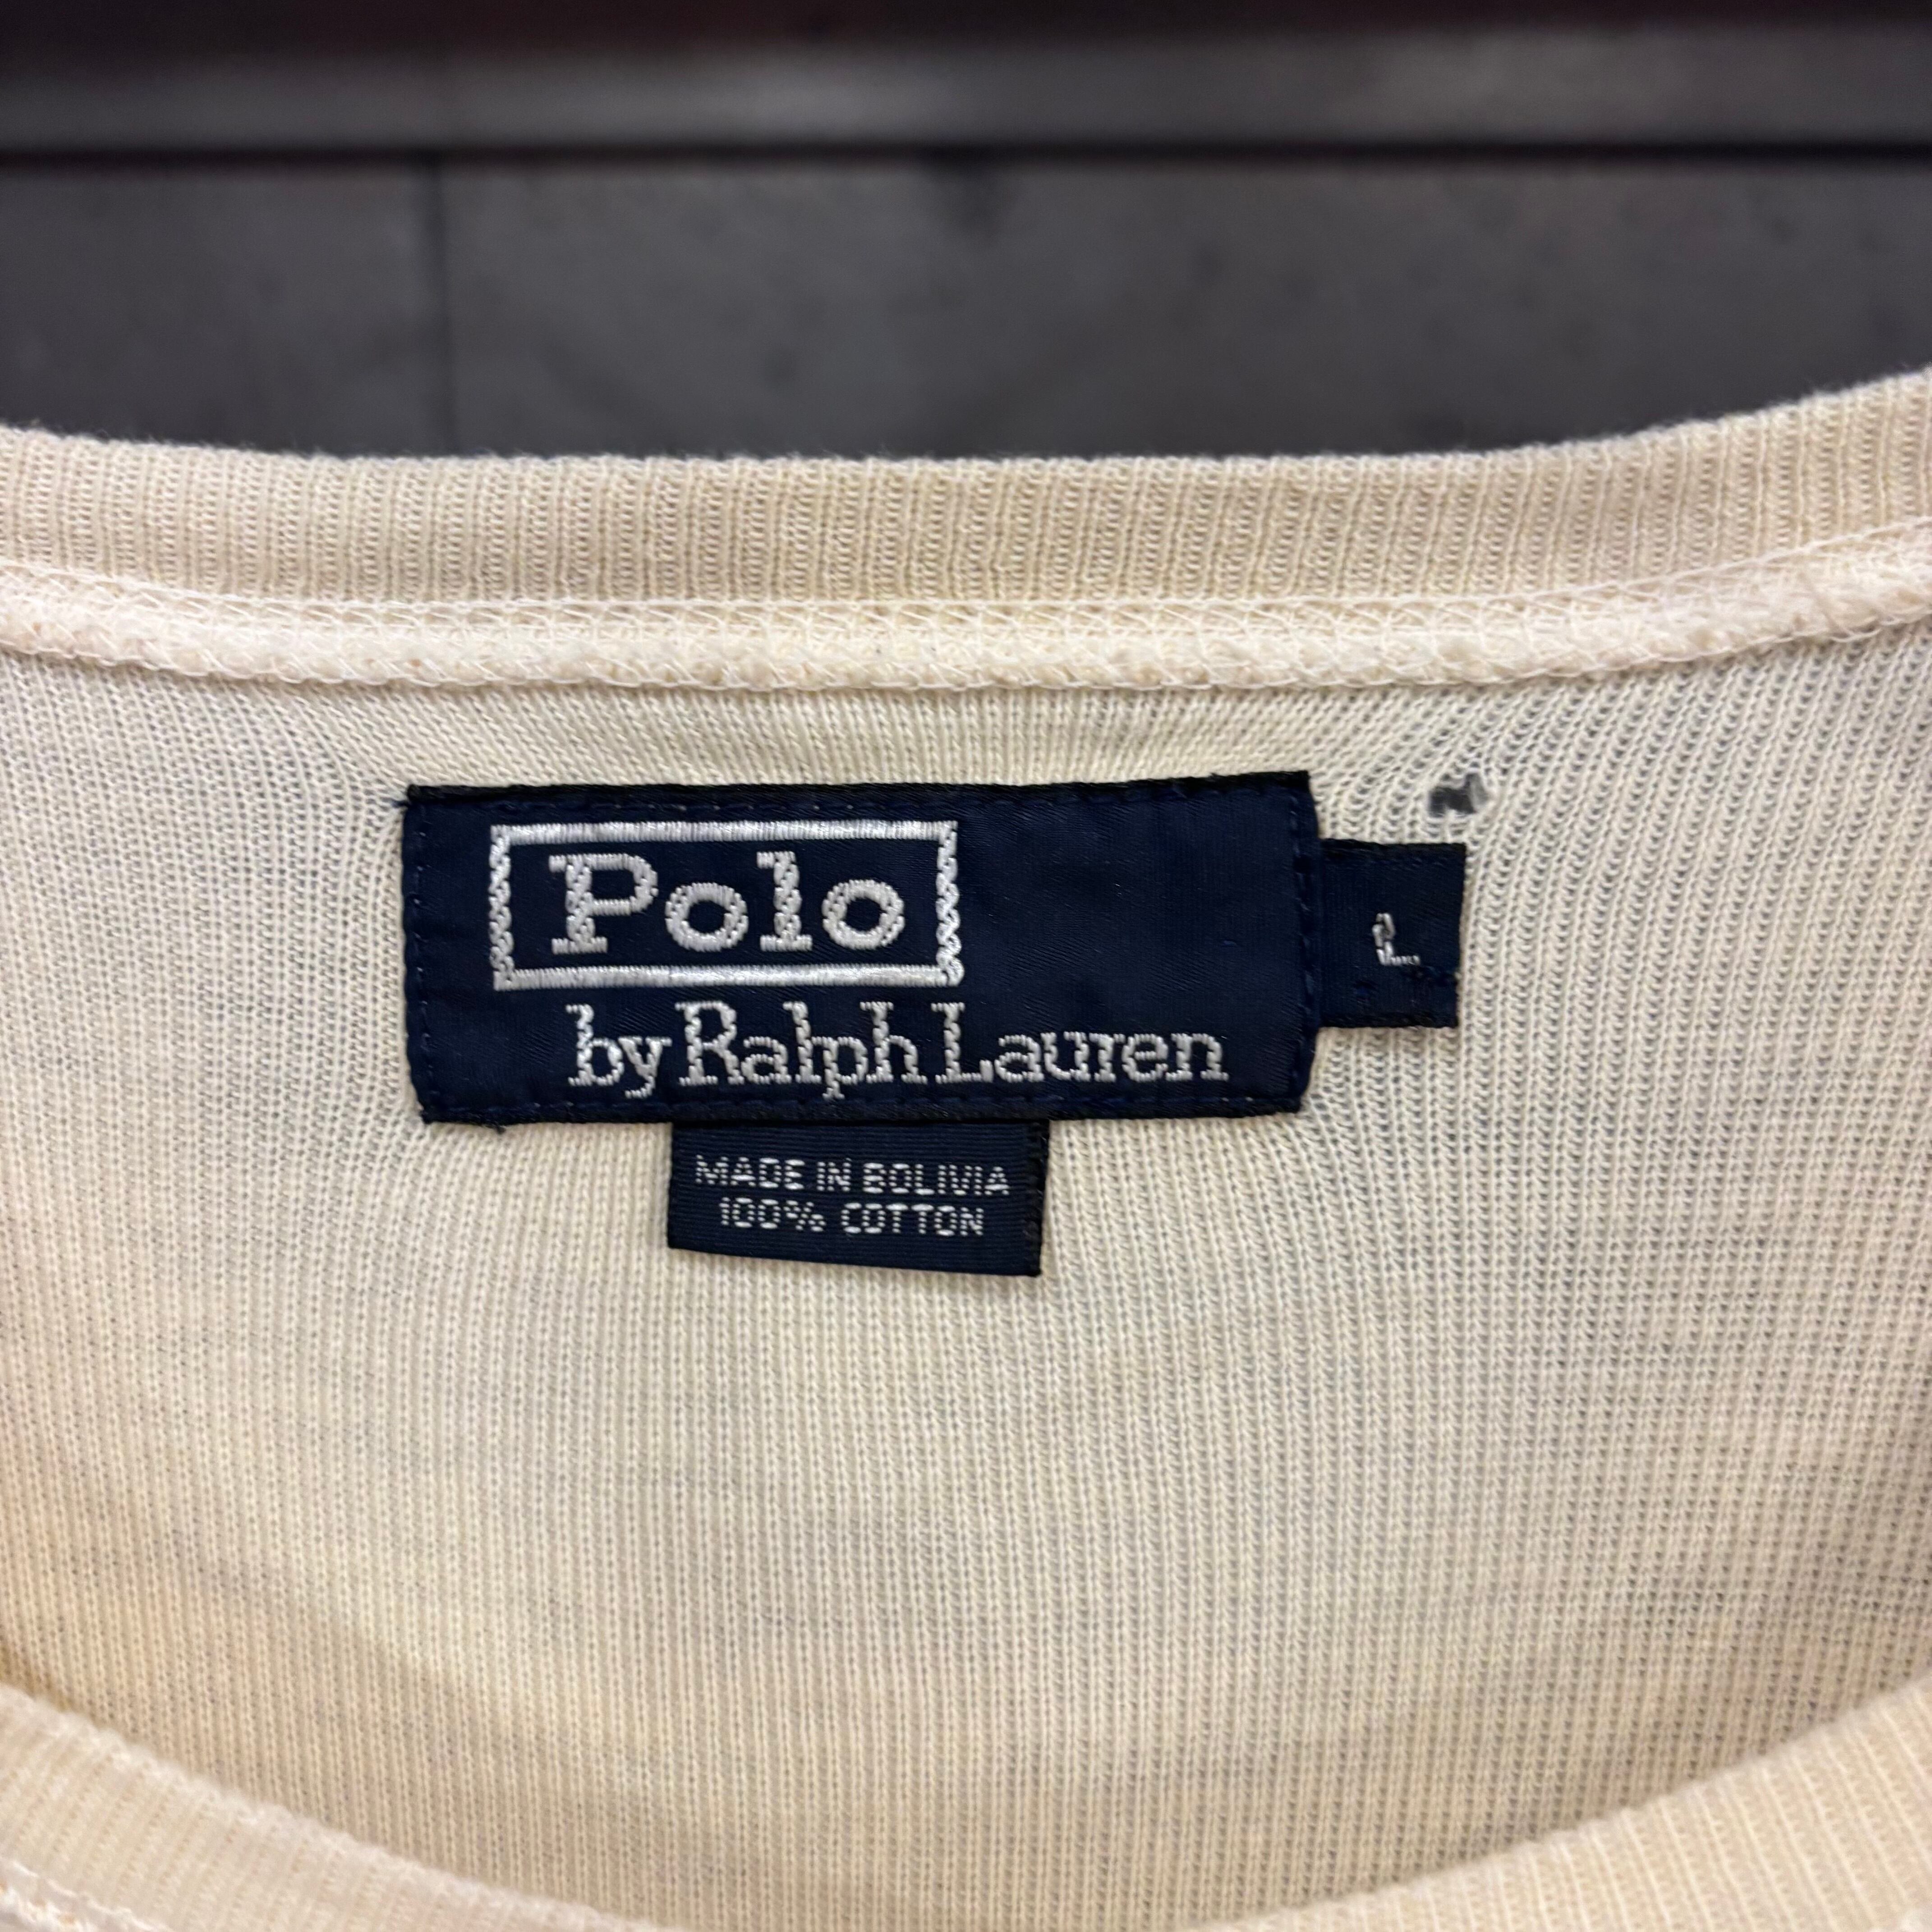 Polo
by Ralph Lauren
L
MADE IN BOLIVIA
100% COTTON